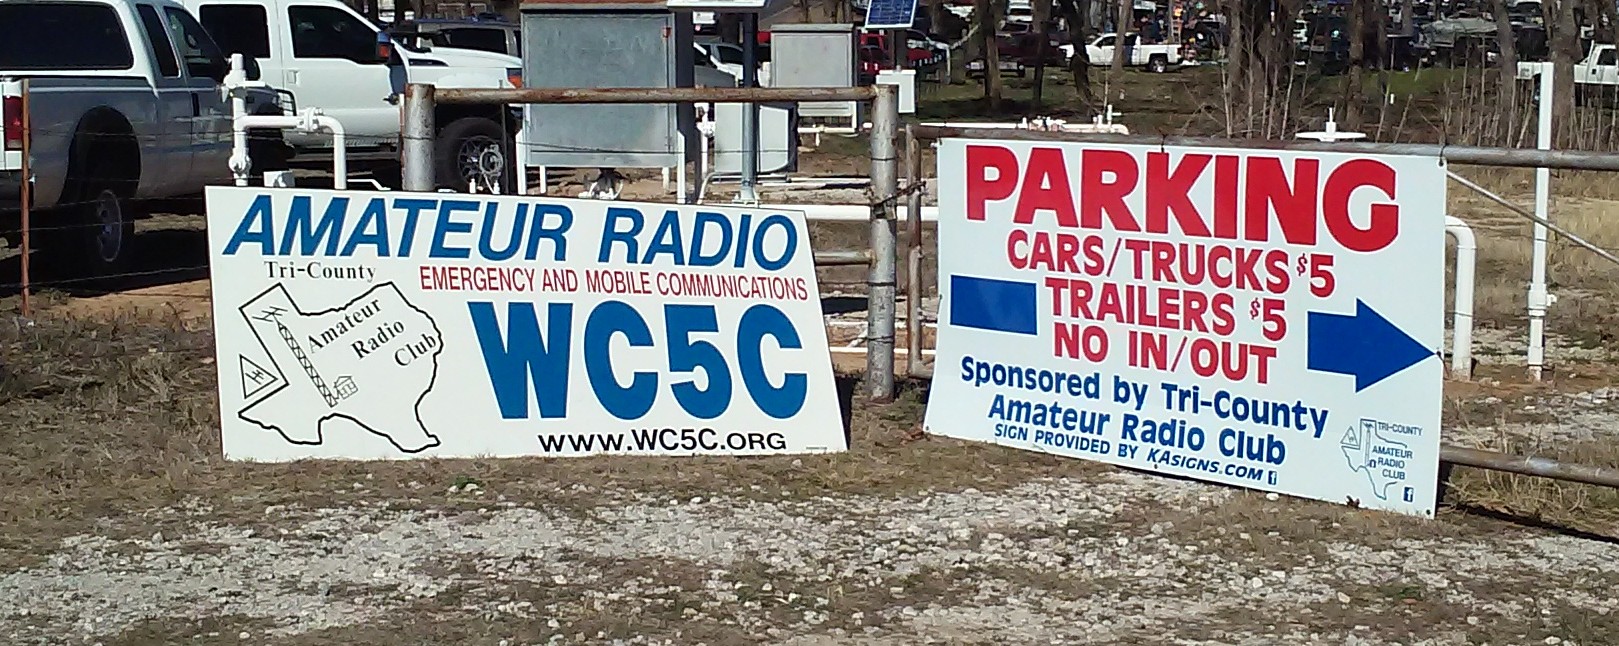 AMATEUR RADIO
Tri-County
EMERGENCY AND MOBILE COMMUNICATIONS
Amateur
Radio
Club
WC5C
WWW.WC5C.ORG
PARKING
CARS/TRUCKS $5
TRAILERS $5
NO IN/OUT
Sponsored by Tri-County
Amateur Radio Club
SIGN PROVIDED BY KASIGNS.COM f
TRI-COUNTY
AMATEUR
RADIO
CLUB
f